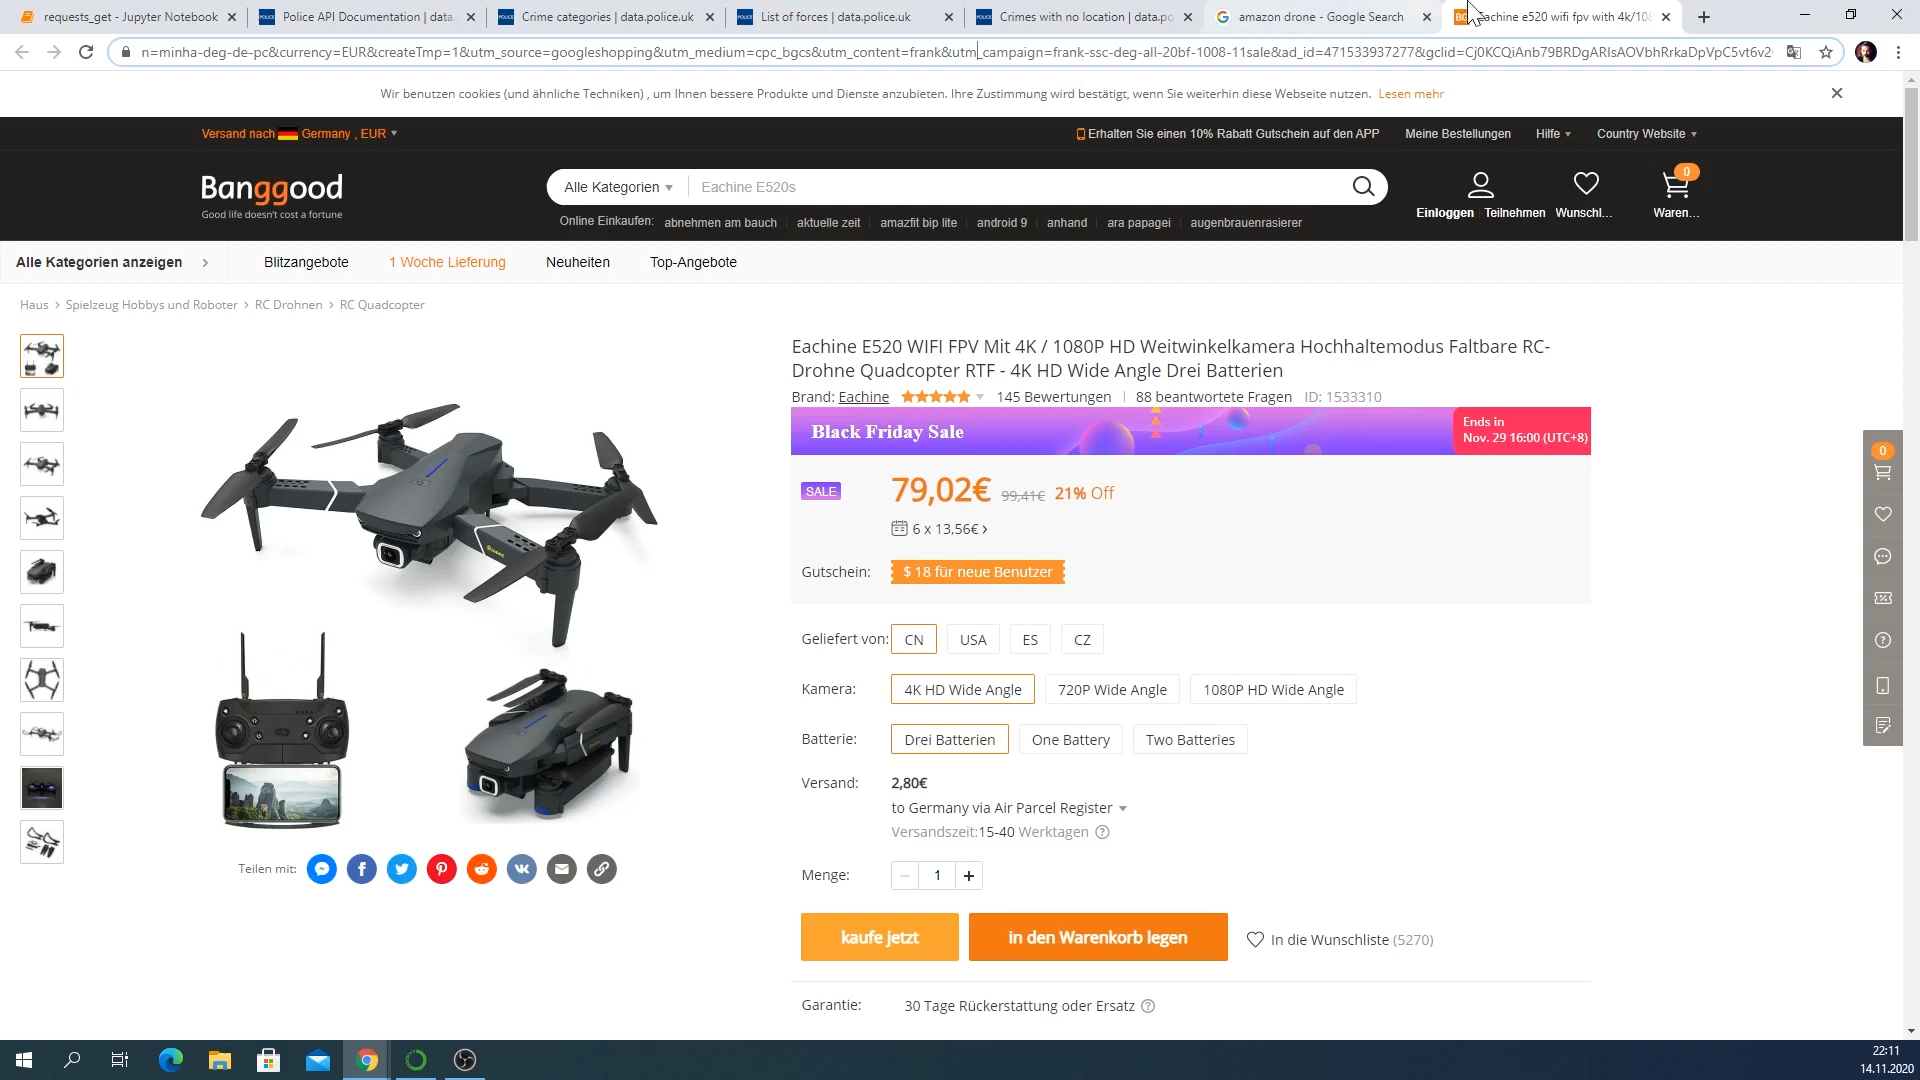 requests_get - Jupyter Notebook
Police API Documentation | data.
Crime categories | data.police.uk
List of forces | data.police.uk
Crimes with no location | data.po
amazon drone - Google Search
achine e520 wifi fpv with 4k/108
n=minha-deg-de-pc&currency=EUR&createTmp=1&utm_source=googleshopping&utm_medium=cpc_bgcs&utm_content=frank&utm_campaign=frank-ssc-deg-all-20bf-1008-11sale&ad_id=471533937277&gclid=Cj0KCQiAnb79BRDgARIsAOVbhRrkaDpVpC5vt6v2
Wir benutzen cookies (und ähnliche Techniken) , um Ihnen bessere Produkte und Dienste anzubieten. Ihre Zustimmung wird bestätigt, wenn Sie weiterhin diese Webseite nutzen. Lesen mehr
Versand nach Germany , EUR
Erhalten Sie einen 10% Rabatt Gutschein auf den APP
Meine Bestellungen
Hilfe
Country Website
Banggood
Good life doesn't cost a fortune
Alle Kategorien
Eachine E520s
Online Einkaufen: abnehmen am bauch aktuelle zeit amazfit bip lite android 9 anhand ara papagei augenbrauenrasierer
Einloggen Teilnehmen
Wunschl...
0
Waren...
Alle Kategorien anzeigen
Blitzangebote
1 Woche Lieferung
Neuheiten
Top-Angebote
Haus > Spielzeug Hobbys und Roboter > RC Drohnen > RC Quadcopter
Eachine E520 WIFI FPV Mit 4K / 1080P HD Weitwinkelkamera Hochhaltemodus Faltbare RC-
Drohne Quadcopter RTF - 4K HD Wide Angle Drei Batterien
Brand: Eachine 145 Bewertungen 88 beantwortete Fragen ID: 1533310
Black Friday Sale
Ends in
Nov. 29 16:00 (UTC+8)
SALE
79,02€ 99,41€ 21% Off
6 x 13,56€ >
Gutschein: $ 18 für neue Benutzer
Geliefert von: CN USA ES CZ
Kamera: 4K HD Wide Angle 720P Wide Angle 1080P HD Wide Angle
Batterie: Drei Batterien One Battery Two Batteries
Versand: 2,80€
to Germany via Air Parcel Register
Versandszeit:15-40 Werktagen
Menge: 1 +
kaufe jetzt
in den Warenkorb legen
In die Wunschliste (5270)
Garantie: 30 Tage Rückerstattung oder Ersatz
Teilen mit:
0
22:11
14.11.2020